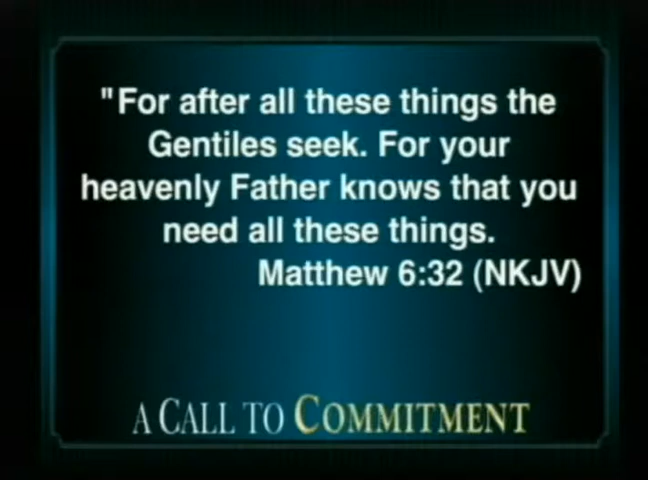 "For after all these things the
Gentiles seek. For your
heavenly Father knows that you
need all these things.
Matthew 6:32 (NKJV)
A CALL TO COMMITMENT